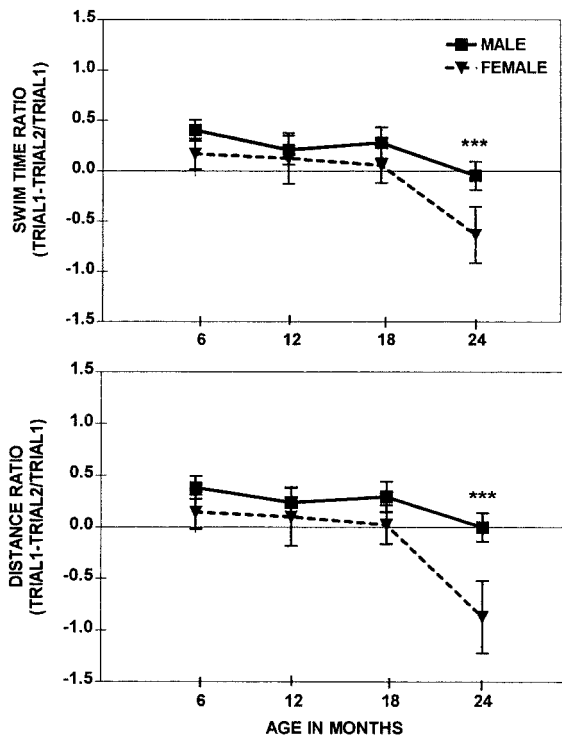 MALE
FEMALE
SWIM TIME RATIO
(TRIAL1-TRIAL2/TRIAL1)
1.5
1.0
0.5
0.0
-0.5
-1.0
-1.5
***
6 12 18 24
DISTANCE RATIO
(TRIAL1-TRIAL2/TRIAL1)
1.5
1.0
0.5
0.0
-0.5
-1.0
-1.5
***
6 12 18 24
AGE IN MONTHS